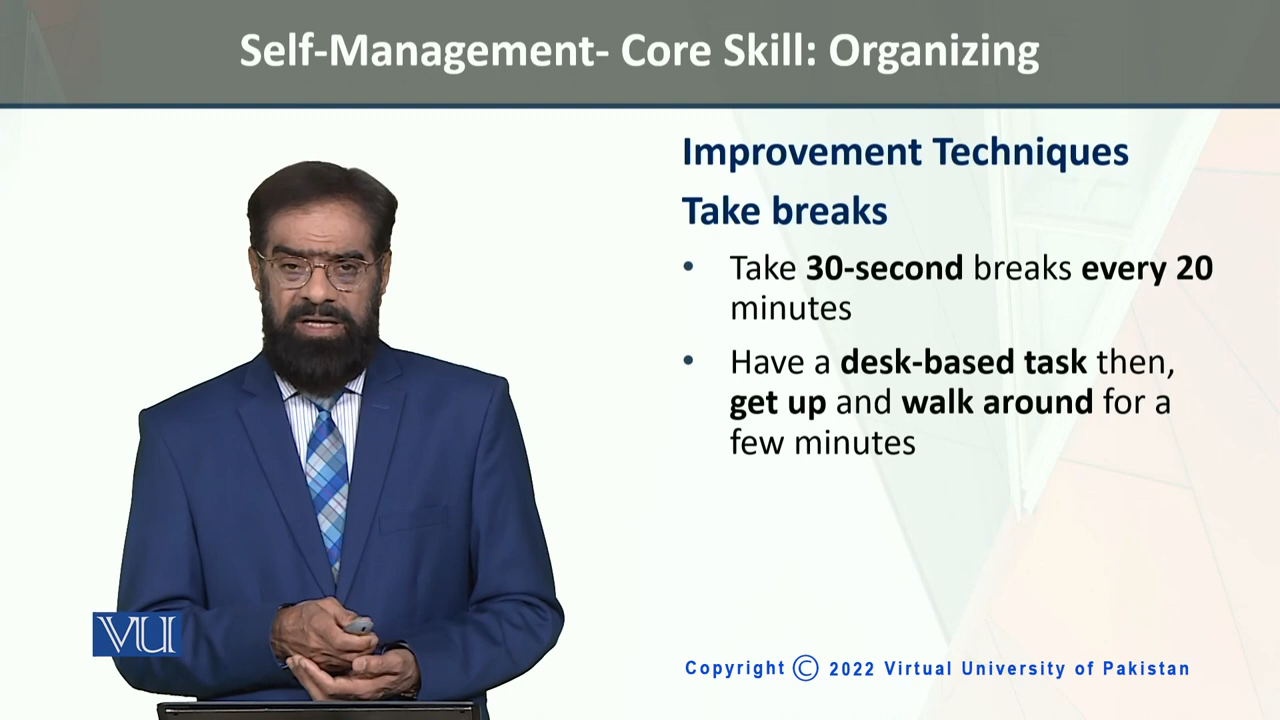 Self-Management- Core Skill: Organizing
Improvement Techniques
Take breaks
• Take 30-second breaks every 20
minutes
• Have a desk-based task then,
get up and walk around for a
few minutes
VU
Copyright © 2022 Virtual University of Pakistan